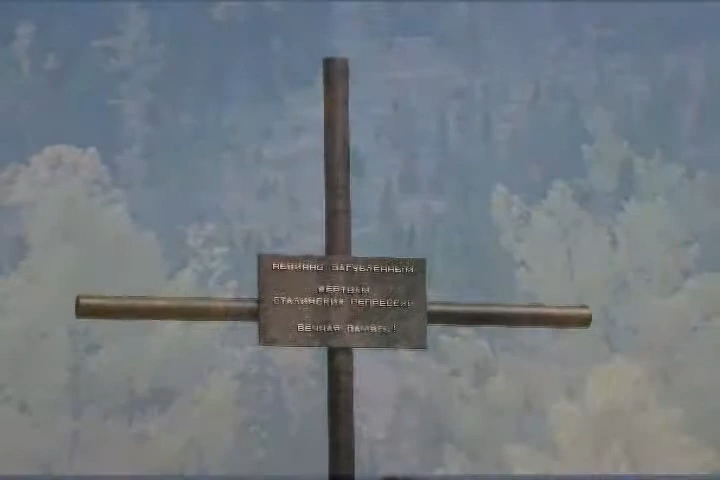 НЕВИННО ЗАГУБЛЕННЫМ
ЖЕРТВАМ
СТАЛИНСКИХ РЕПРЕССИЙ
ВЕЧНАЯ ПАМЯТЬ!